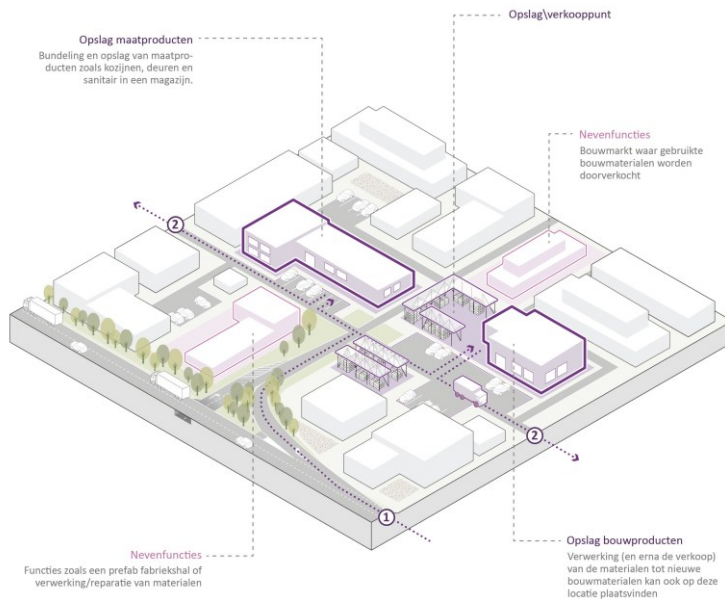 Opslag\verkooppunt
Opslag maatproducten
Bundeling en opslag van maatpro-
ducten zoals kozijnen, deuren en
sanitair in een magazijn.
Nevenfuncties
Bouwmarkt waar gebruikte
bouwmaterialen worden
doorverkocht
2
2
1
Nevenfuncties
Functies zoals een prefab fabriekshal of
verwerking/reparatie van materialen
Opslag bouwproducten
Verwerking (en erna de verkoop)
van de materialen tot nieuwe
bouwmaterialen kan ook op deze
locatie plaatsvinden